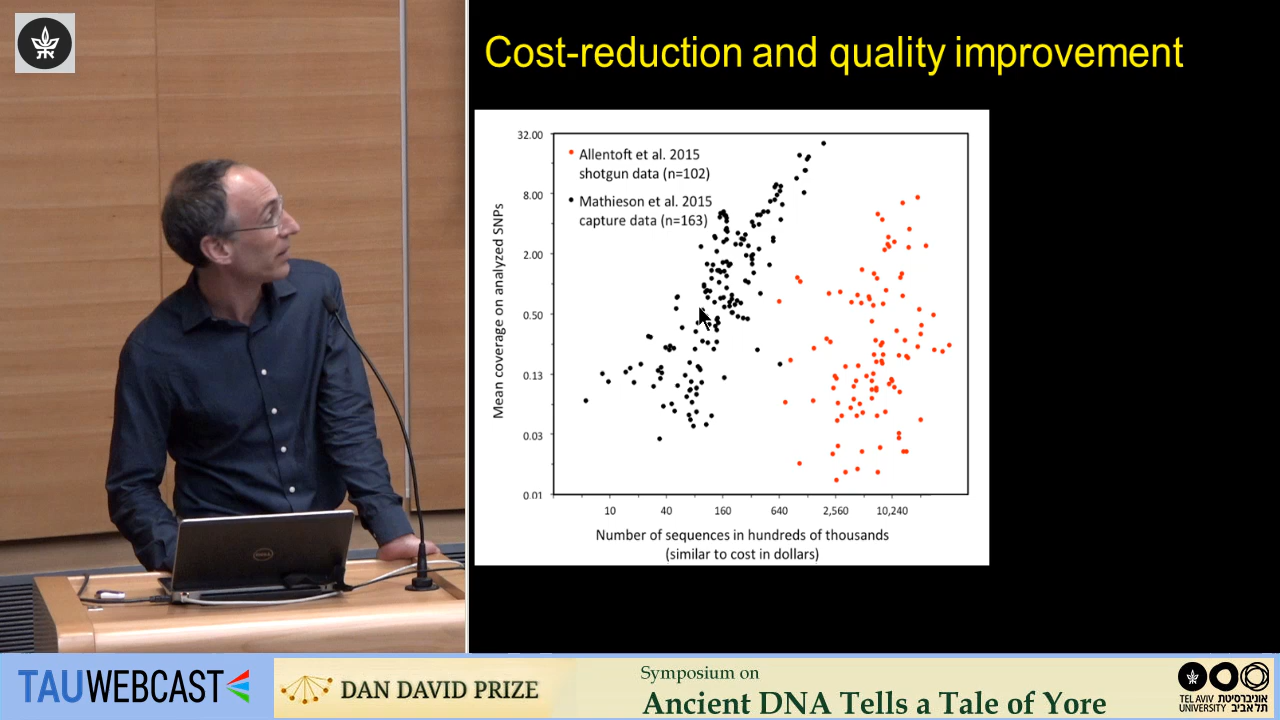 Cost-reduction and quality improvement
Allentoft et al. 2015
shotgun data (n=102)
Mathieson et al. 2015
capture data (n=163)
Mean coverage on analyzed SNPs
32.00
8.00
2.00
0.50
0.13
0.03
0.01
10
40
160
640
2,560
10,240
Number of sequences in hundreds of thousands
(similar to cost in dollars)
DELL
TAUWEBCAST
DAN DAVID PRIZE
Symposium on
Ancient DNA Tells a Tale of Yore
TEL AVIV אוניברסיטת
UNIVERSITY תל אביב